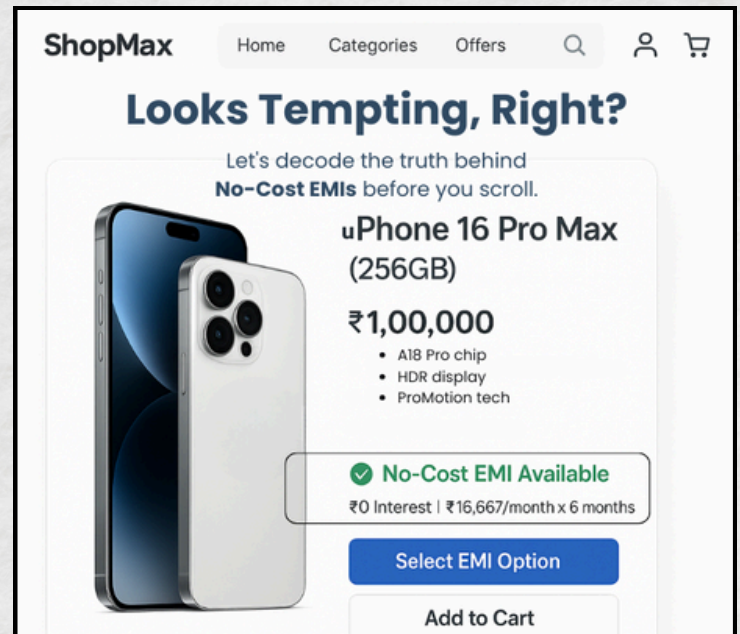 ShopMax Home Categories Offers
Looks Tempting, Right?
Let's decode the truth behind
No-Cost EMIs before you scroll.
uPhone 16 Pro Max
(256GB)
₹1,00,000
• A18 Pro chip
• HDR display
• ProMotion tech
No-Cost EMI Available
₹0 Interest | ₹16,667/month x 6 months
Select EMI Option
Add to Cart